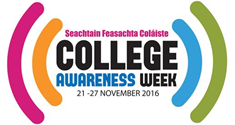 Seachtain Feasachta Coláiste
COLLEGE
AWARENESS WEEK
21 -27 NOVEMBER 2016